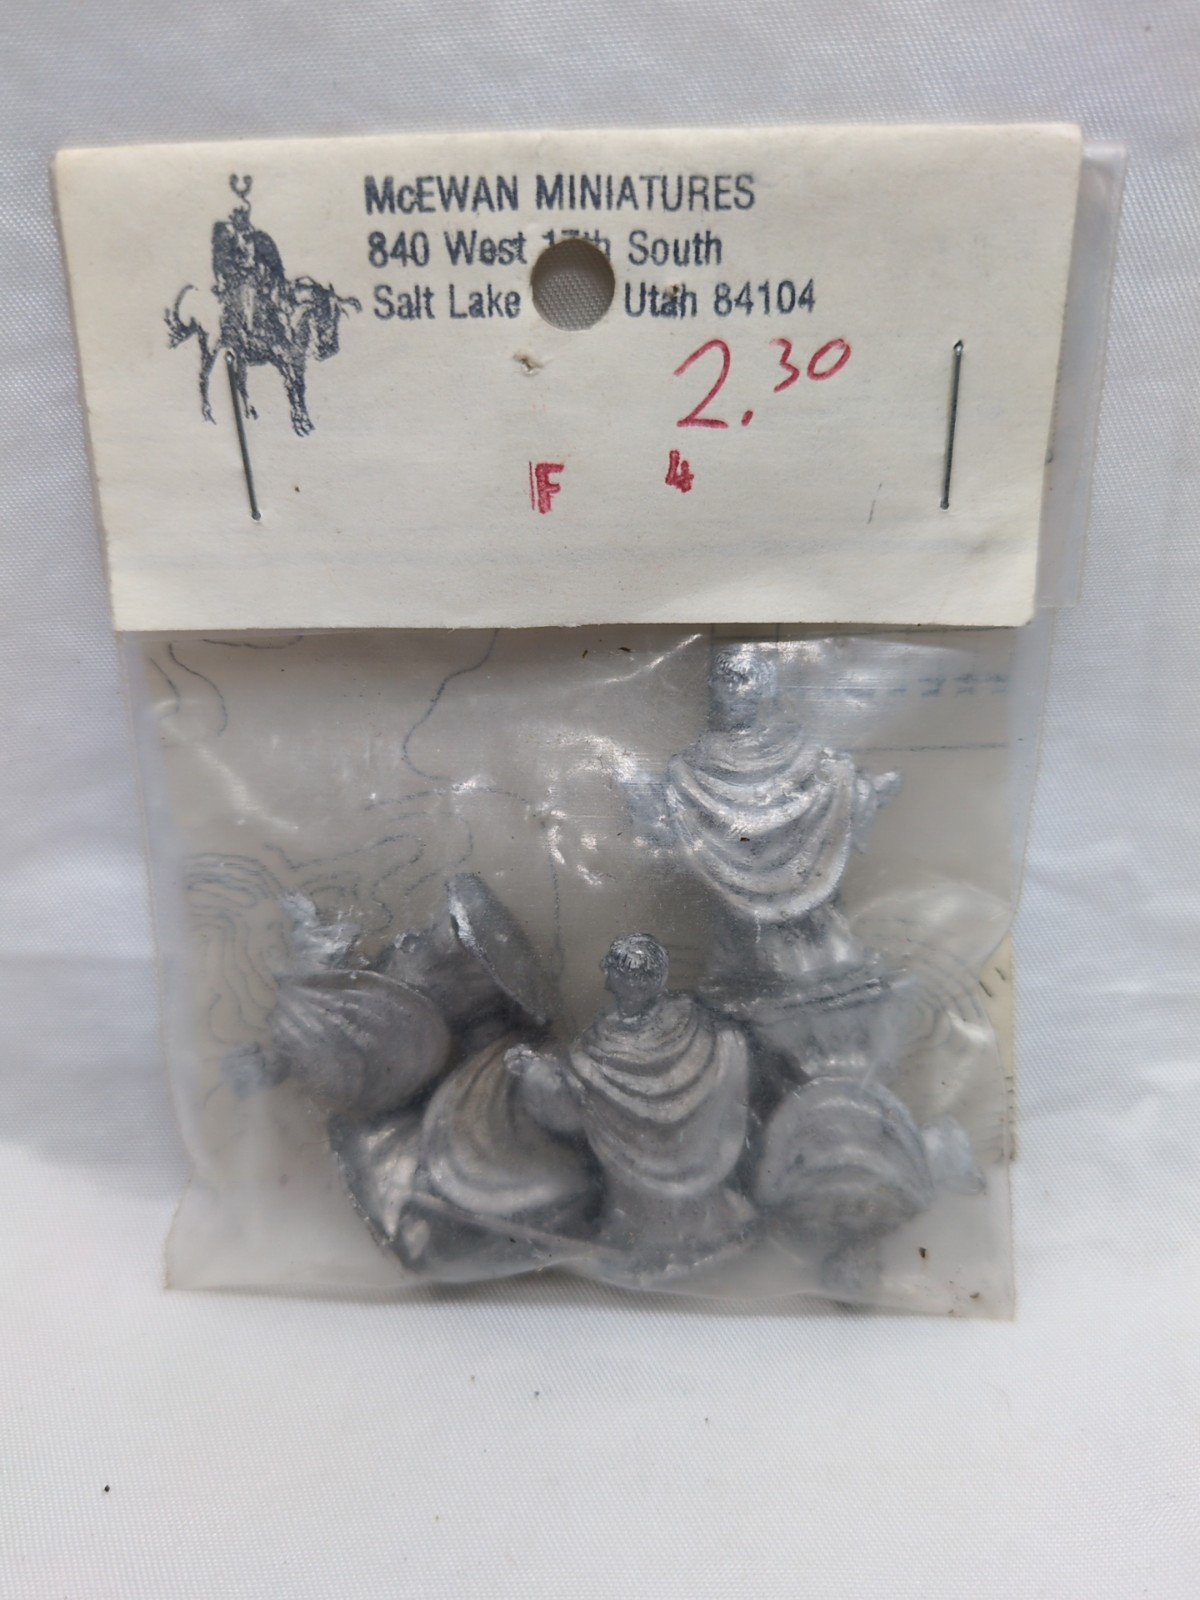 McEWAN MINIATURES
840 West 17th South
Salt Lake Utah 84104
2.30
F 4